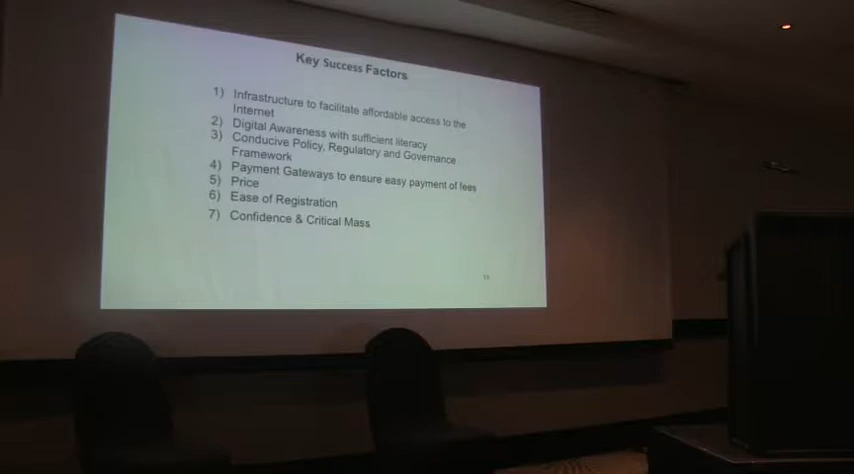 Key Success Factors
1) Infrastructure to facilitate affordable access to the
Internet
2) Digital Awareness with sufficient literacy
3) Conducive Policy, Regulatory and Governance
Framework
4) Payment Gateways to ensure easy payment of fees
5) Price
6) Ease of Registration
7) Confidence & Critical Mass